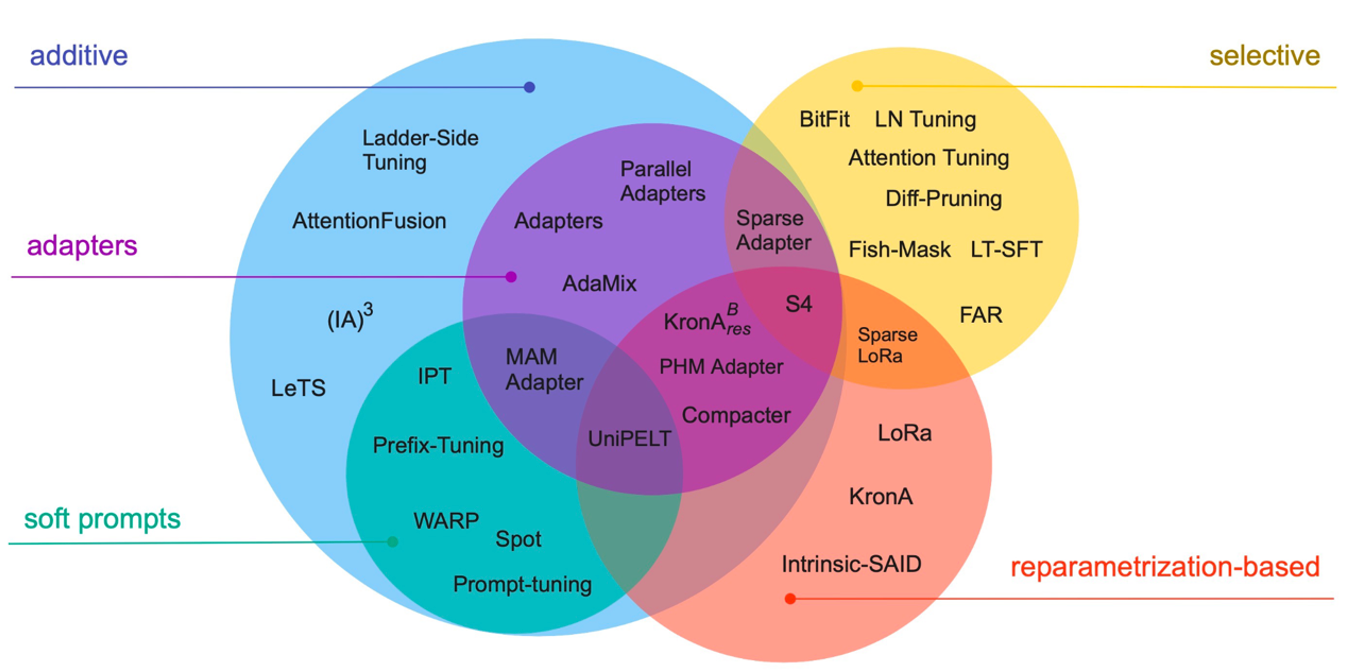 additive
selective
BitFit LN Tuning
Ladder-Side
Tuning
Attention Tuning
Parallel
Adapters
Diff-Pruning
AttentionFusion
Adapters
Sparse
Adapter
adapters
Fish-Mask LT-SFT
AdaMix
S4
(IA)³
KronA^B_res
FAR
Sparse
LoRa
MAM
Adapter
IPT
PHM Adapter
LeTS
Compacter
Prefix-Tuning
UniPELT
LoRa
KronA
soft prompts
WARP
Spot
Prompt-tuning
Intrinsic-SAID
reparametrization-based